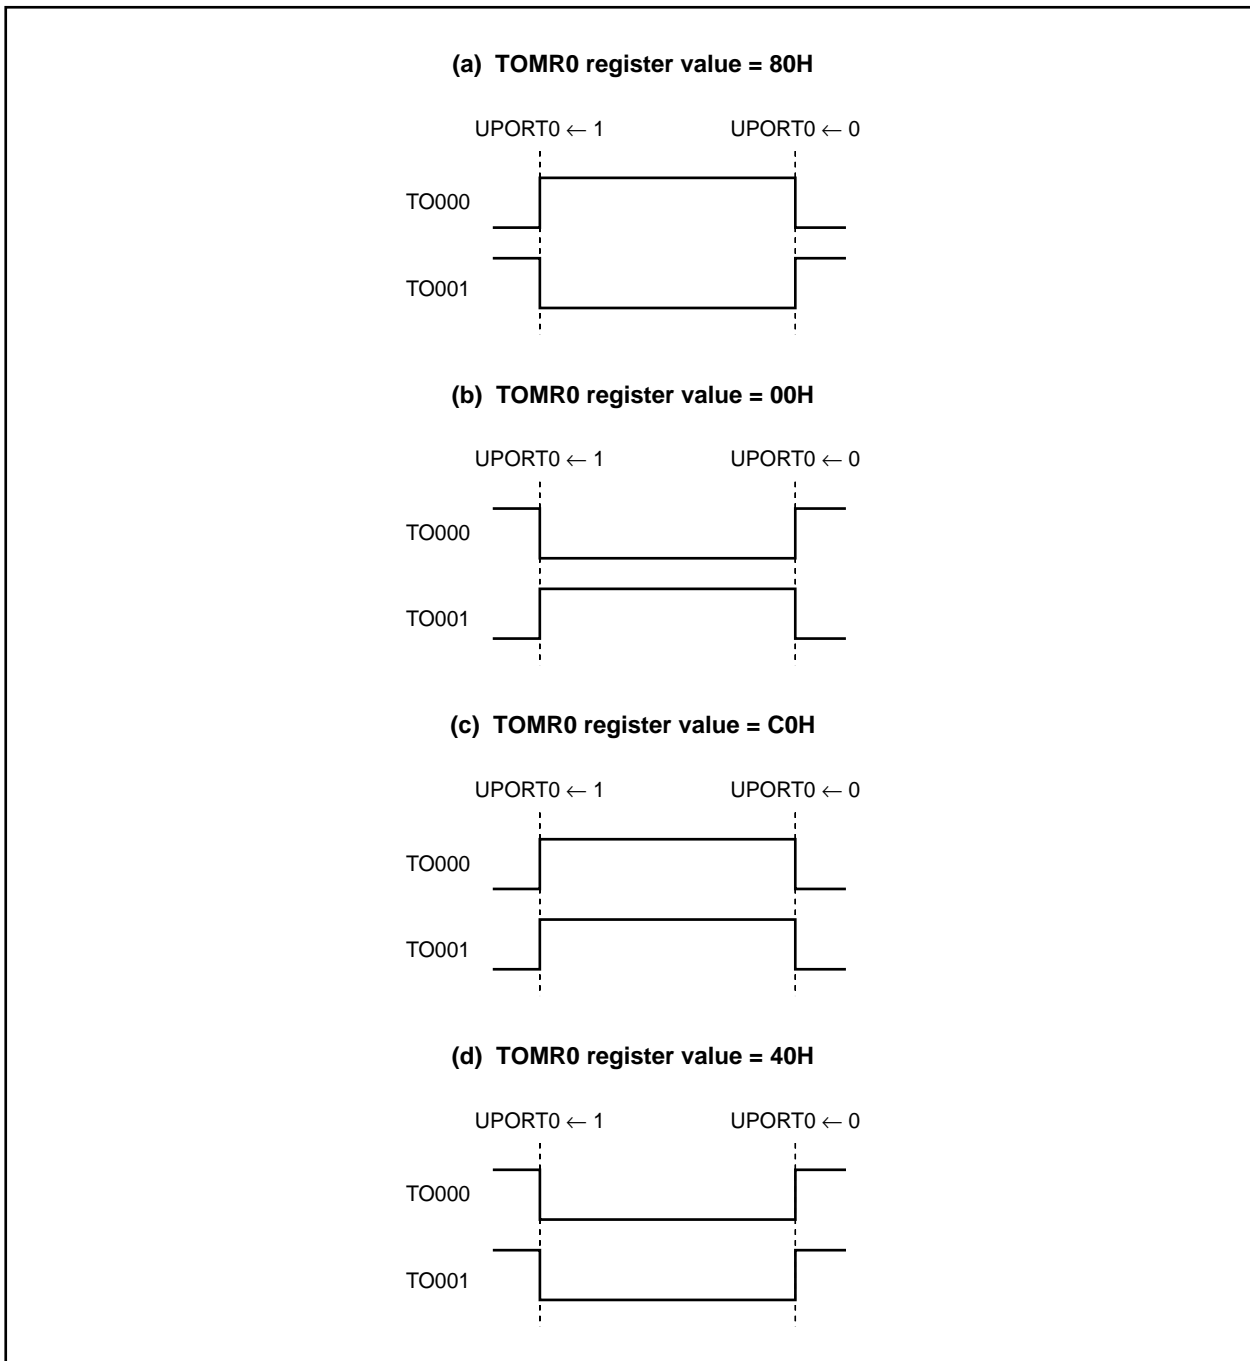 (a) TOMR0 register value = 80H
UPORT0 ← 1 UPORT0 ← 0
TO000
TO001
(b) TOMR0 register value = 00H
UPORT0 ← 1 UPORT0 ← 0
TO000
TO001
(c) TOMR0 register value = C0H
UPORT0 ← 1 UPORT0 ← 0
TO000
TO001
(d) TOMR0 register value = 40H
UPORT0 ← 1 UPORT0 ← 0
TO000
TO001